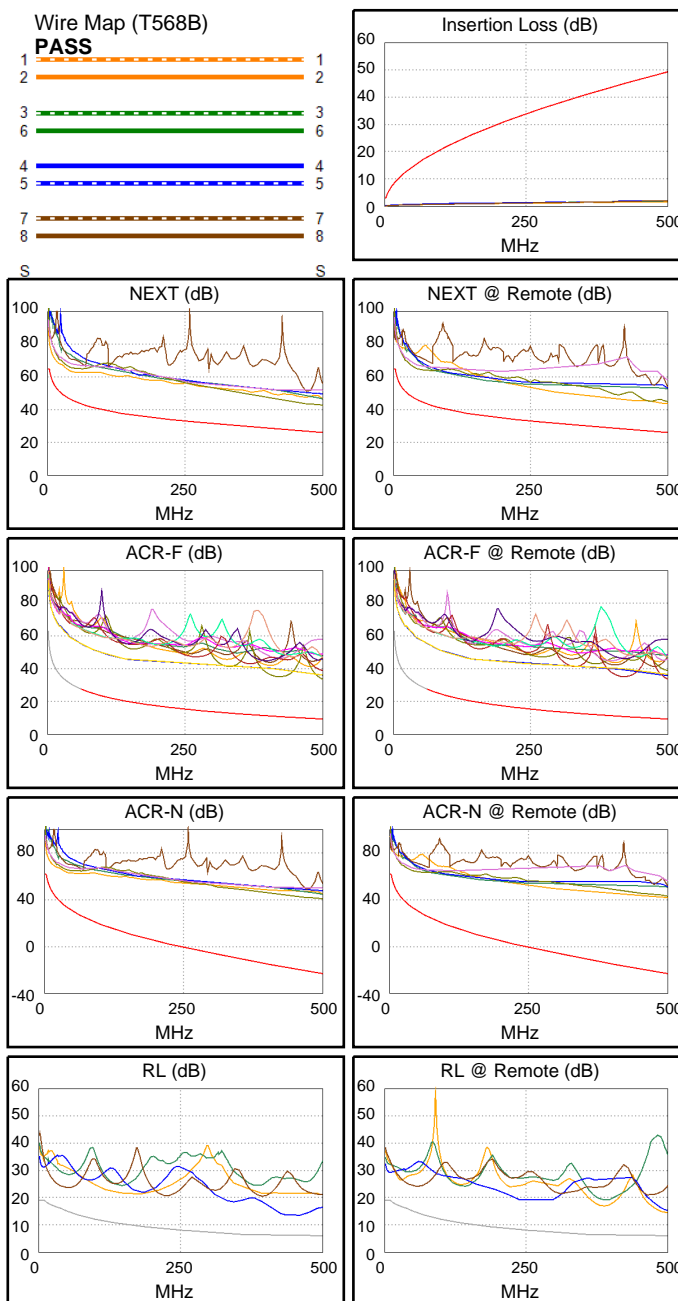 Wire Map (T568B)
PASS
1 1
2 2
3 3
6 6
4 4
5 5
7 7
8 8
S S
Insertion Loss (dB)
60
50
40
30
20
10
0
0 250 500
MHz
NEXT (dB)
100
80
60
40
20
0
0 250 500
MHz
NEXT @ Remote (dB)
100
80
60
40
20
0
0 250 500
MHz
ACR-F (dB)
100
80
60
40
20
0
0 250 500
MHz
ACR-F @ Remote (dB)
100
80
60
40
20
0
0 250 500
MHz
ACR-N (dB)
80
40
0
-40
0 250 500
MHz
ACR-N @ Remote (dB)
80
40
0
-40
0 250 500
MHz
RL (dB)
60
50
40
30
20
10
0
0 250 500
MHz
RL @ Remote (dB)
60
50
40
30
20
10
0
0 250 500
MHz